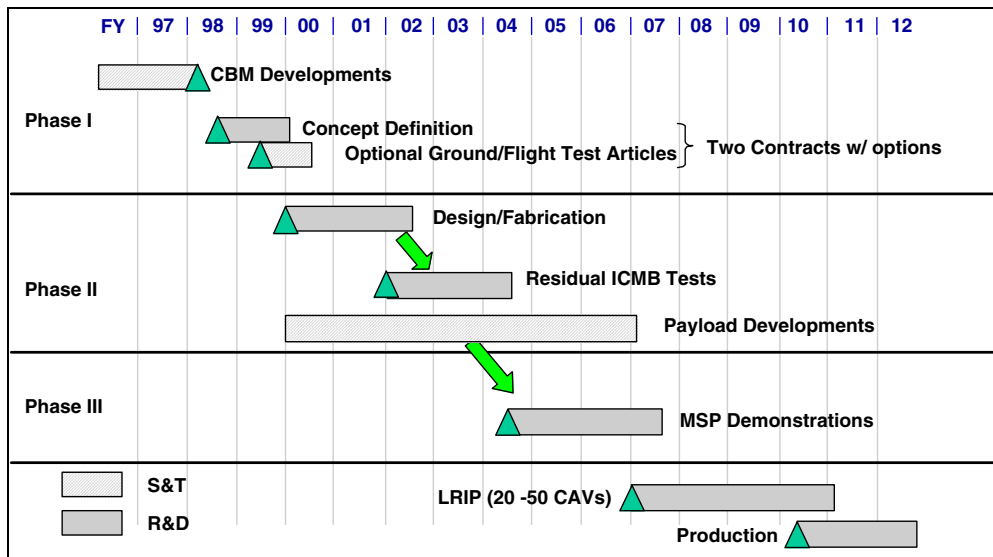 FY 97 98 99 00 01 02 03 04 05 06 07 08 09 10 11 12
CBM Developments
Phase I
Concept Definition
Optional Ground/Flight Test Articles
Two Contracts w/ options
Design/Fabrication
Residual ICMB Tests
Phase II
Payload Developments
Phase III
MSP Demonstrations
S&T
LRIP (20 -50 CAVs)
R&D
Production